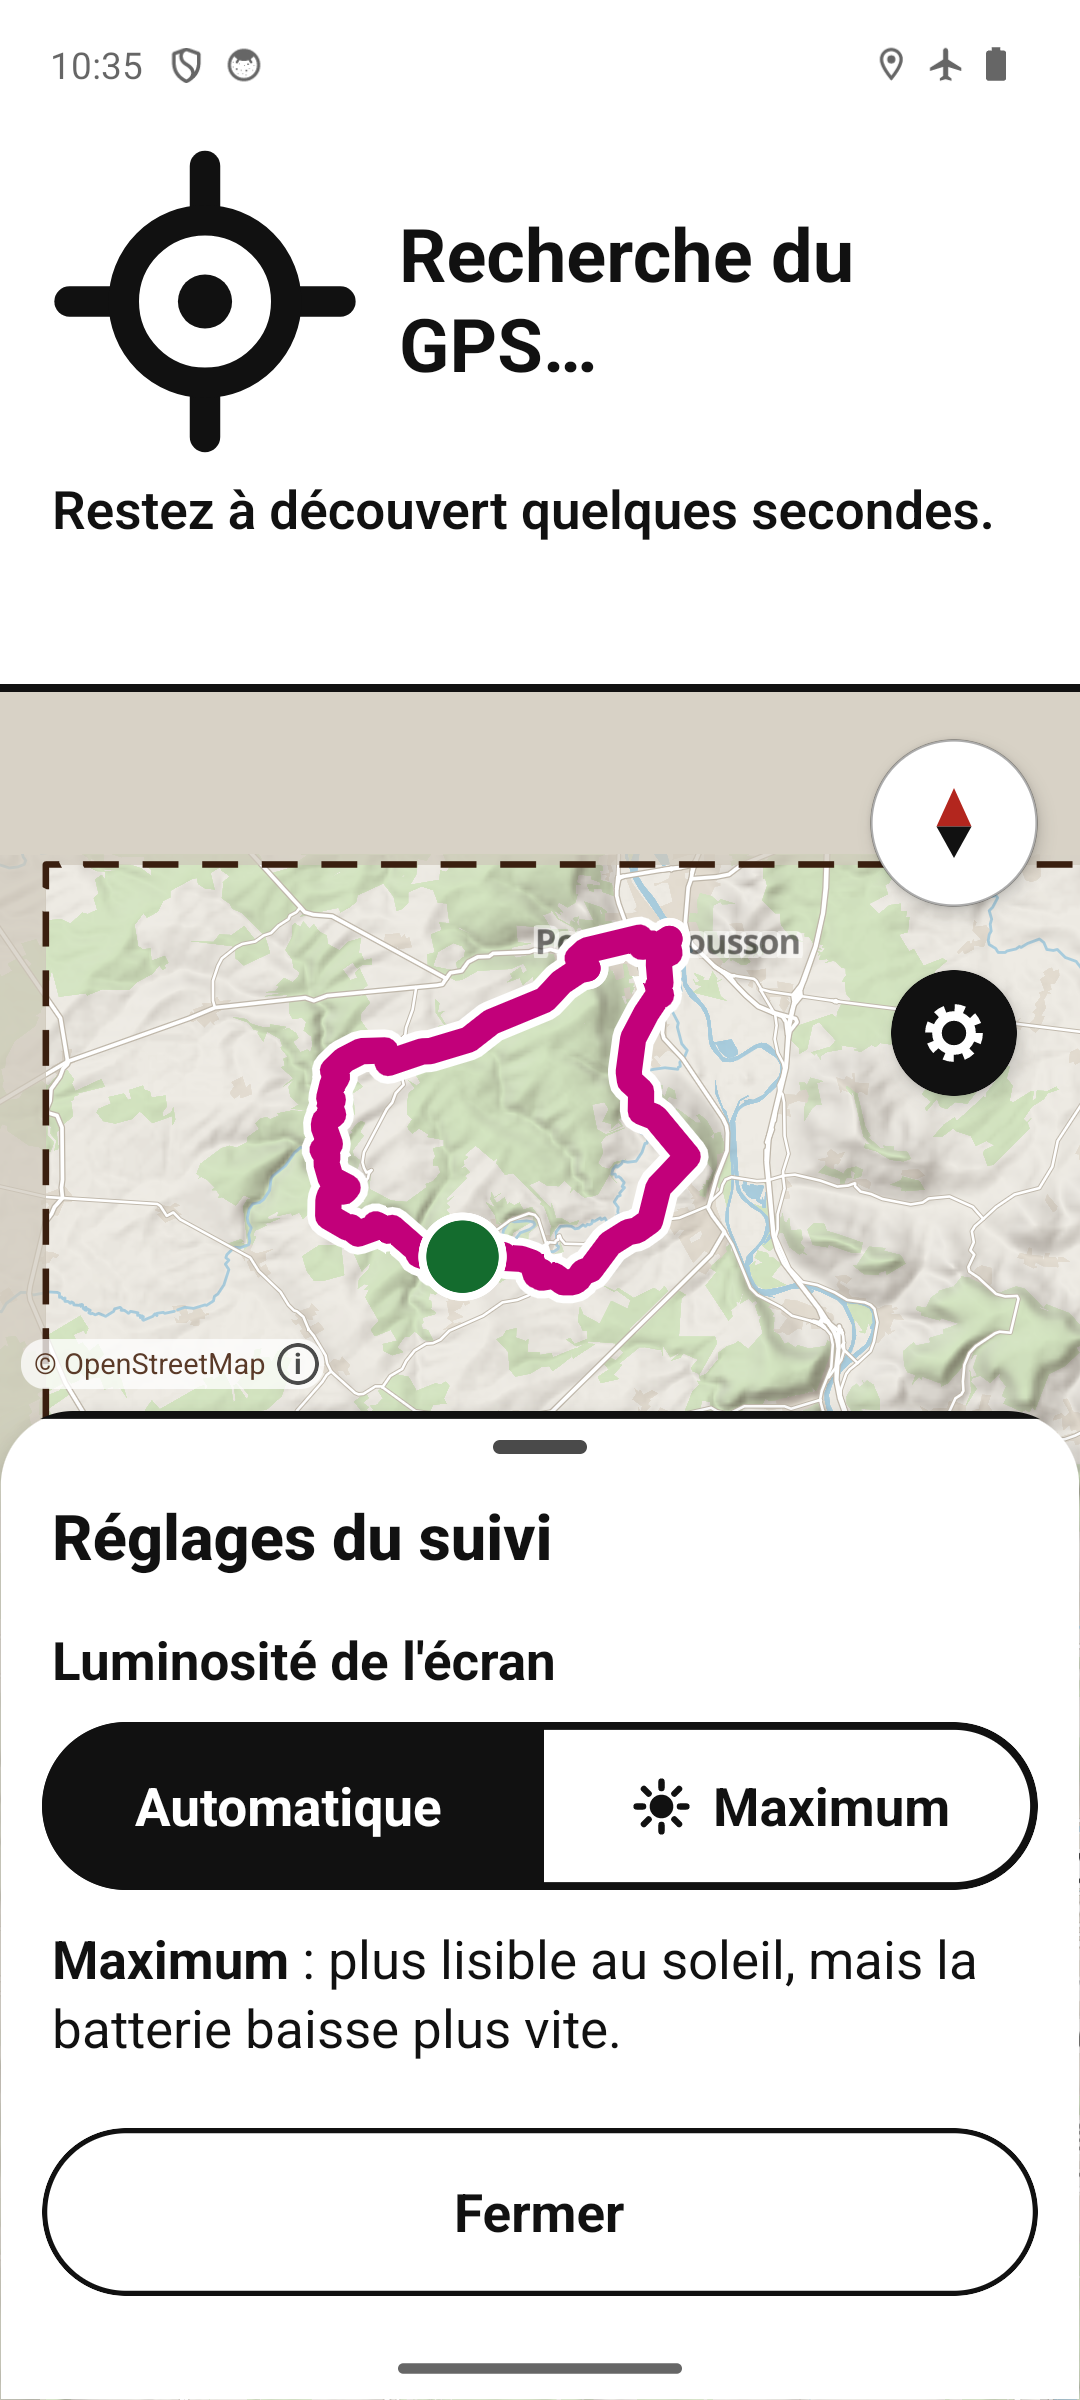 10:35
Recherche du
GPS...
Restez à découvert quelques secondes.
ousson
© OpenStreetMap i
Réglages du suivi
Luminosité de l'écran
Automatique
Maximum
Maximum : plus lisible au soleil, mais la
batterie baisse plus vite.
Fermer